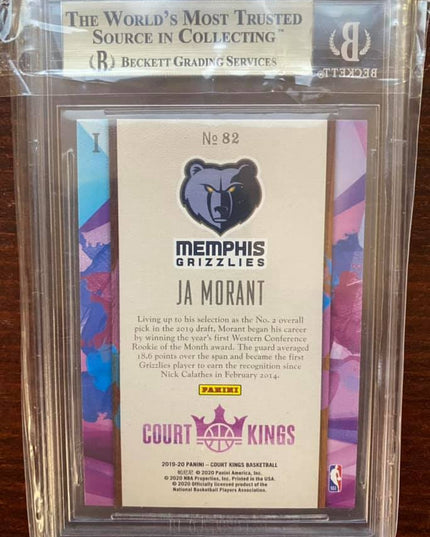 THE WORLD'S MOST TRUSTED
SOURCE IN COLLECTING™
(B) BECKETT GRADING SERVICES
(B)
BECKETT
I
No 82
MEMPHIS
GRIZZLIES
JA MORANT
Living up to his selection as the No. 2 overall
pick in the 2019 draft, Morant began his career
by winning the year's first Western Conference
Rookie of the Month award. The guard averaged
18.6 points over the span and became the first
Grizzlies player to earn the recognition since
Nick Calathes in February 2014.
PANINI
COURT KINGS
2019-20 PANINI – COURT KINGS BASKETBALL
© 2020 Panini America, Inc.
© 2020 NBA Properties, Inc. Printed in the USA.
© 2020 Officially licensed product of the
National Basketball Players Association.
NBA